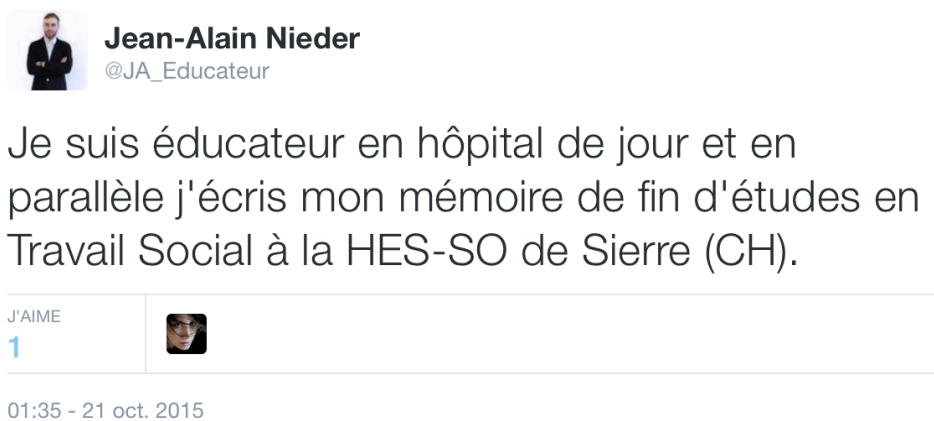 Jean-Alain Nieder
@JA_Educateur
Je suis éducateur en hôpital de jour et en
parallèle j'écris mon mémoire de fin d'études en
Travail Social à la HES-SO de Sierre (CH).
J'AIME
1
01:35 - 21 oct. 2015